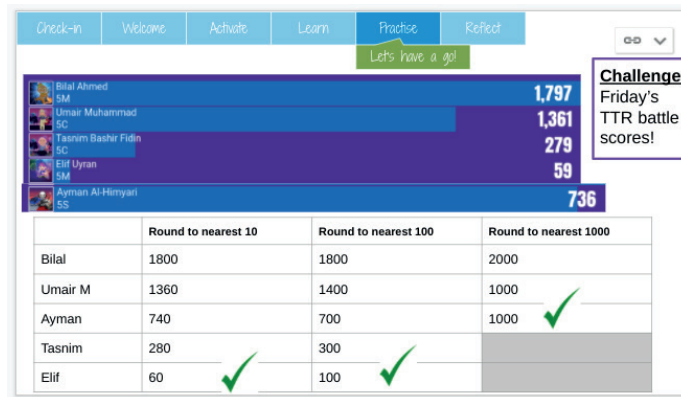 Check-in Welcome Activate Learn Practise Reflect
Let's have a go!
Challenge
Friday's
TTR battle
scores!
Bilal Ahmed
5M
1,797
Umair Muhammad
5C
1,361
Tasnim Bashir Fidin
5C
279
Elif Uyran
5M
59
Ayman Al-Himyari
5S
736
Round to nearest 10 Round to nearest 100 Round to nearest 1000
Bilal 1800 1800 2000
Umair M 1360 1400 1000
Ayman 740 700 1000
Tasnim 280 300
Elif 60 100